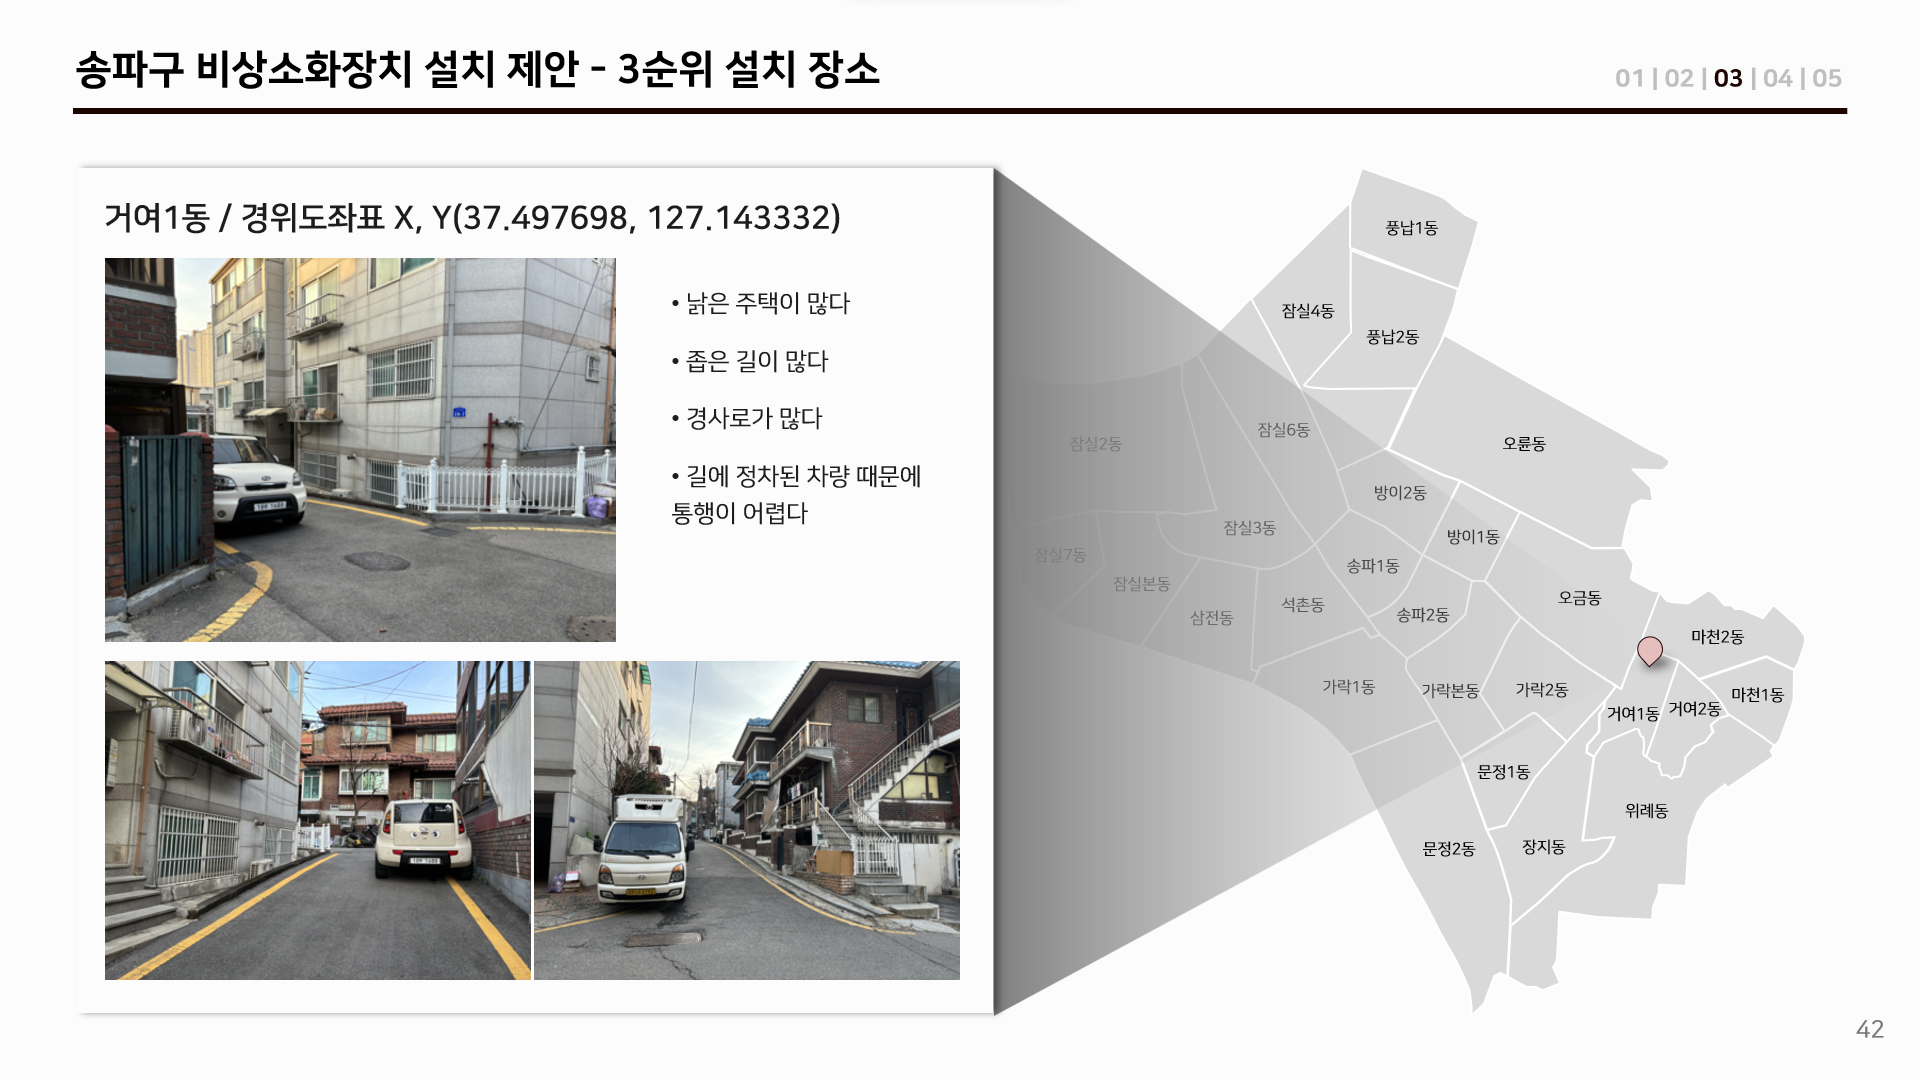 송파구 비상소화장치 설치 제안 - 3순위 설치 장소
01 | 02 | 03 | 04 | 05
거여1동 / 경위도좌표 X, Y(37.497698, 127.143332)
• 낡은 주택이 많다
• 좁은 길이 많다
• 경사로가 많다
• 길에 정차된 차량 때문에
통행이 어렵다
풍납1동
잠실4동
풍납2동
잠실6동
잠실2동
오륜동
방이2동
잠실3동
방이1동
잠실7동
송파1동
잠실본동
오금동
석촌동
송파2동
삼전동
마천2동
가락1동
가락본동
가락2동
마천1동
거여1동
거여2동
문정1동
위례동
문정2동
장지동
42